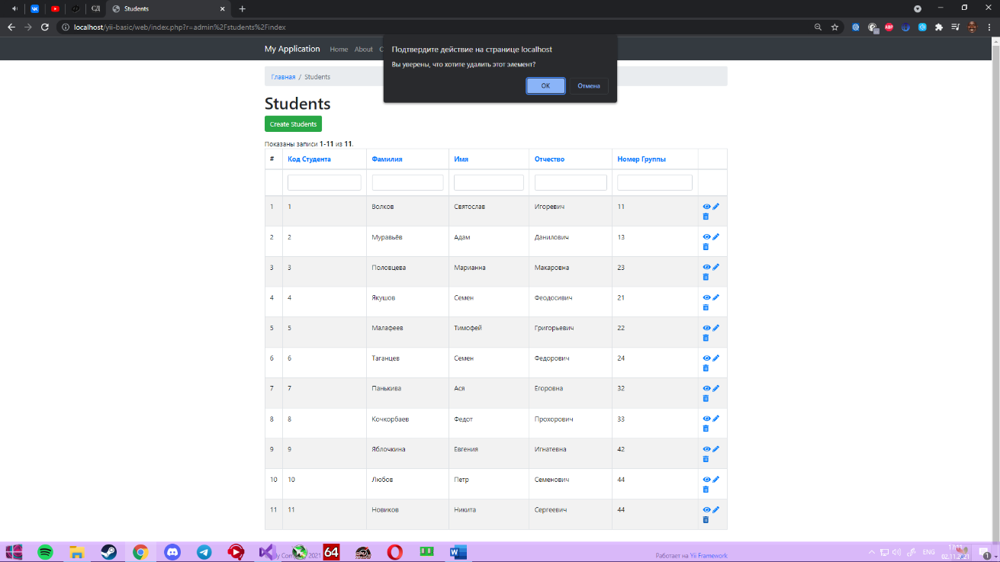 СД
Students
localhost/yii-basic/web/index.php?r=admin%2Fstudents%2Findex
ABP
My Application Home About
Подтвердите действие на странице localhost
Вы уверены, что хотите удалить этот элемент?
ОК Отмена
Главная / Students
Students
Create Students
Показаны записи 1-11 из 11.
# Код Студента Фамилия Имя Отчество Номер Группы
1 1 Волков Святослав Игоревич 11
2 2 Муравьёв Адам Данилович 13
3 3 Половцева Марианна Макаровна 23
4 4 Якушов Семен Феодосивич 21
5 5 Малафеев Тимофей Григорьевич 22
6 6 Таганцев Семен Федорович 24
7 7 Панькива Ася Егоровна 32
8 8 Кочкорбаев Федот Прохорович 33
9 9 Яблочкина Евгения Игнатевна 42
10 10 Любов Петр Семенович 44
11 11 Новиков Никита Сергеевич 44
2021 Работает на Yii Framework
64
ENG
02.11.2021
1